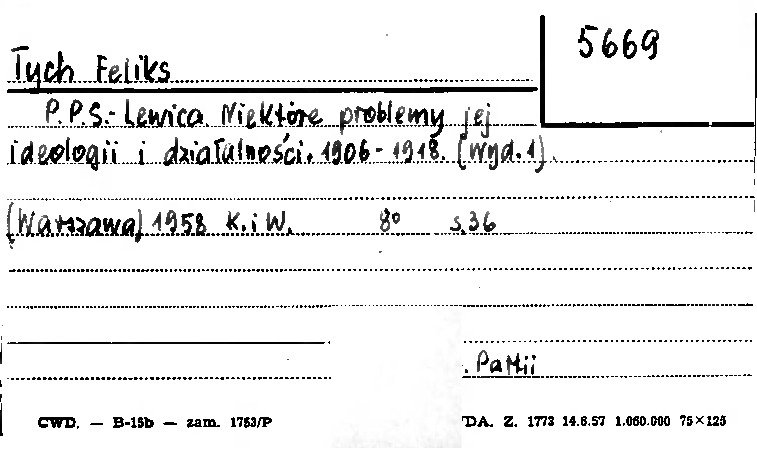 5669
Tych Feliks
P.P.S.- Lewica. Niektóre problemy jej
ideologii i działalności. 1906 - 1918. (Wyd. 1).
[Warszawa] 1958 K. i W. 8° s. 36
. Partii
CWD. — B-15b — zam. 1753/P
DA. Z. 1773 14.6.57 1.060.000 75×125